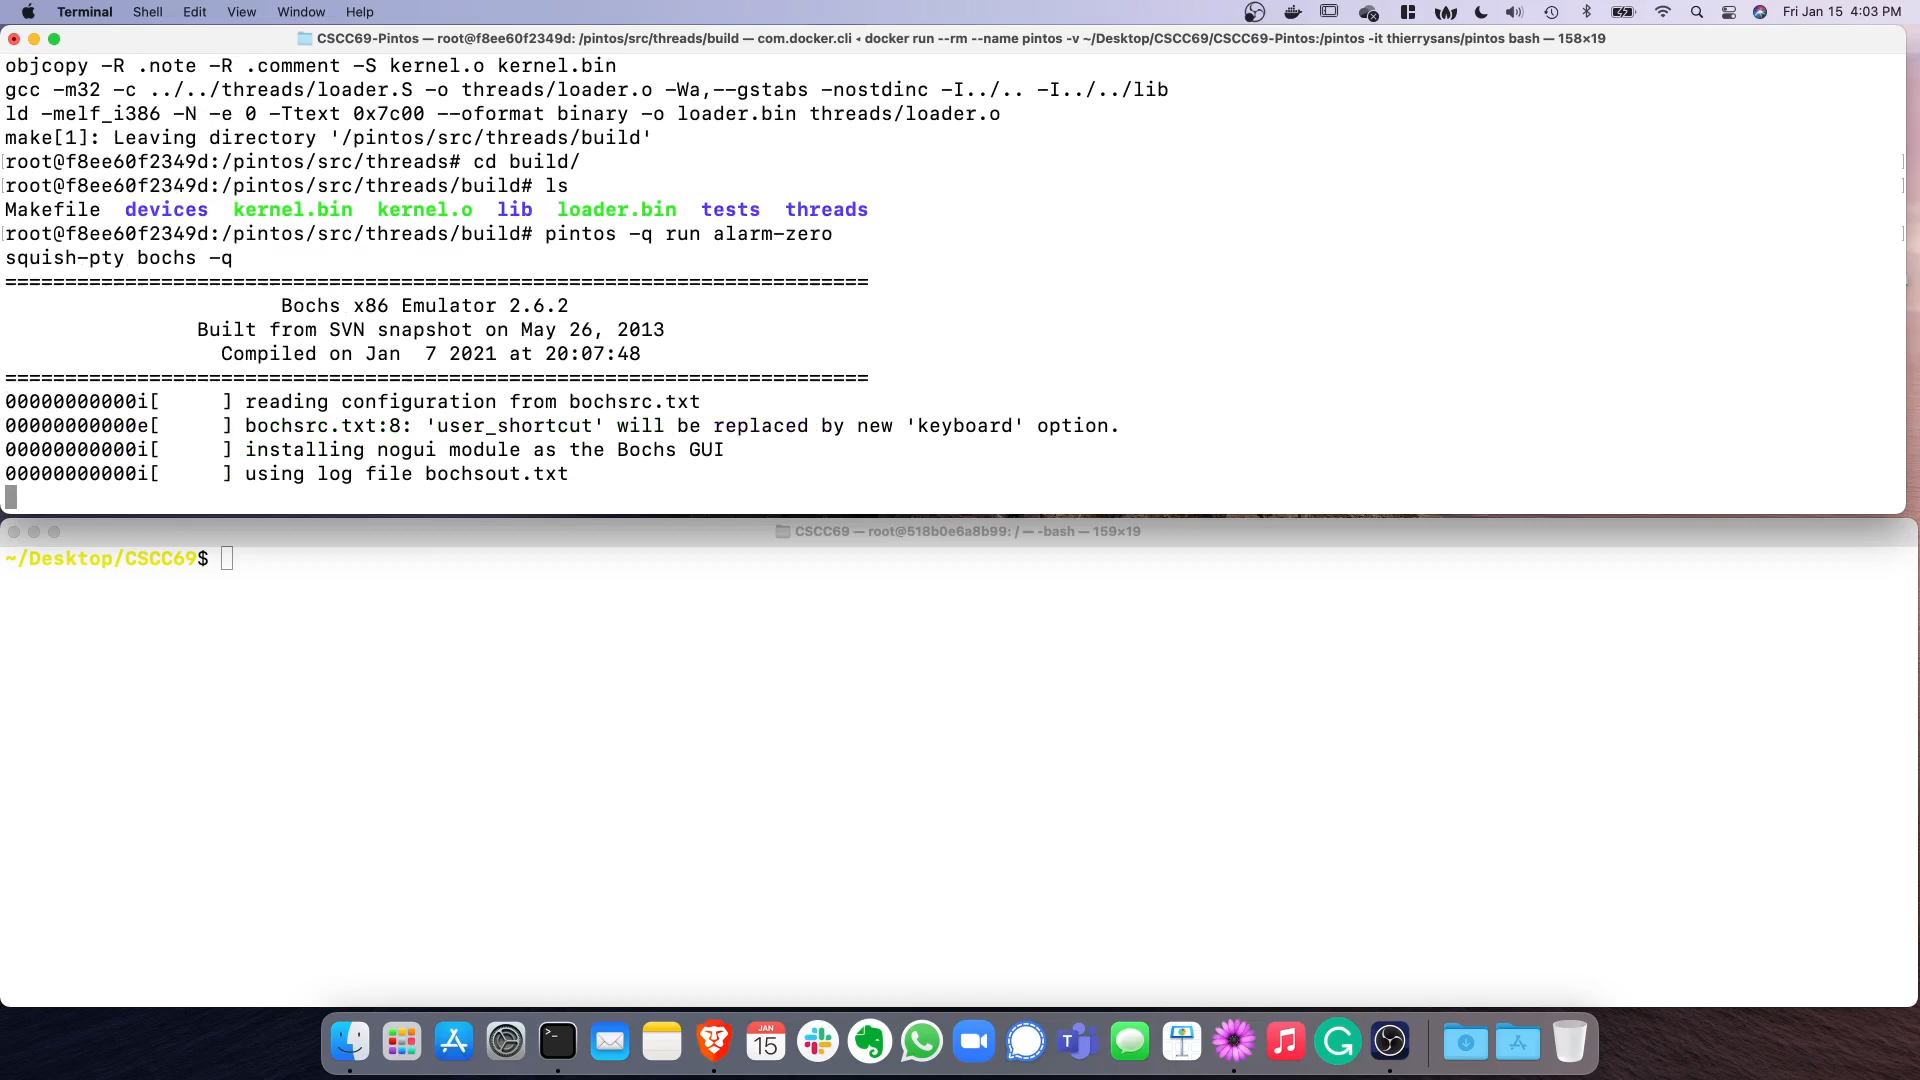 Terminal Shell Edit View Window Help Fri Jan 15 4:03 PM
CSCC69-Pintos — root@f8ee60f2349d: /pintos/src/threads/build — com.docker.cli ◂ docker run --rm --name pintos -v ~/Desktop/CSCC69/CSCC69-Pintos:/pintos -it thierrysans/pintos bash — 158×19
objcopy -R .note -R .comment -S kernel.o kernel.bin
gcc -m32 -c ../../threads/loader.S -o threads/loader.o -Wa,--gstabs -nostdinc -I../.. -I../../lib
ld -melf_i386 -N -e 0 -Ttext 0x7c00 --oformat binary -o loader.bin threads/loader.o
make[1]: Leaving directory '/pintos/src/threads/build'
[root@f8ee60f2349d:/pintos/src/threads# cd build/ ]
[root@f8ee60f2349d:/pintos/src/threads/build# ls ]
Makefile devices kernel.bin kernel.o lib loader.bin tests threads
[root@f8ee60f2349d:/pintos/src/threads/build# pintos -q run alarm-zero ]
squish-pty bochs -q
========================================================================
Bochs x86 Emulator 2.6.2
Built from SVN snapshot on May 26, 2013
Compiled on Jan  7 2021 at 20:07:48
========================================================================
00000000000i[      ] reading configuration from bochsrc.txt
00000000000e[      ] bochsrc.txt:8: 'user_shortcut' will be replaced by new 'keyboard' option.
00000000000i[      ] installing nogui module as the Bochs GUI
00000000000i[      ] using log file bochsout.txt
CSCC69 — root@518b0e6a8b99: / — -bash — 159×19
~/Desktop/CSCC69$
JAN
15